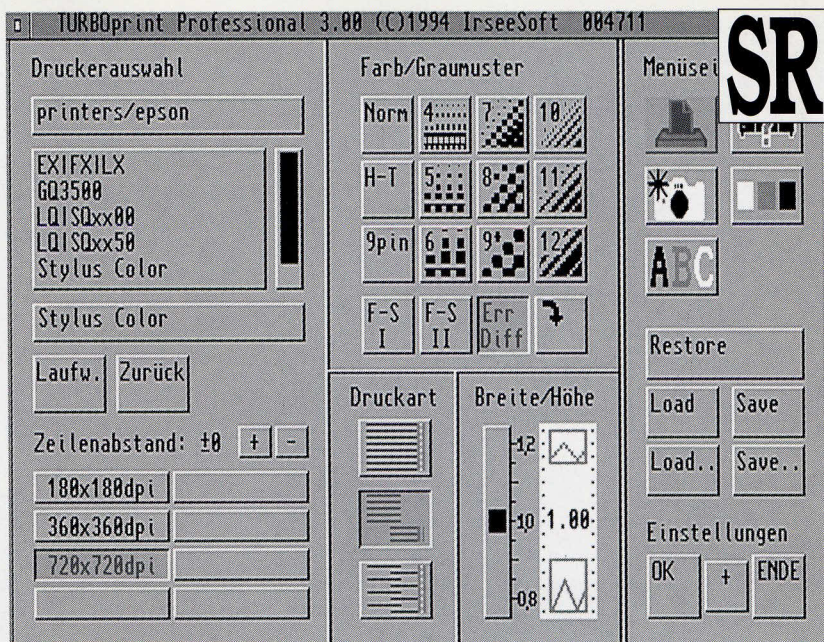 TURBOprint Professional 3.00 (C)1994 IrseeSoft 004711
SR
Druckerauswahl
printers/epson
EXIFXILX
GQ3500
LQISQxx00
LQISQxx50
Stylus Color
Stylus Color
Laufw. Zurück
Zeilenabstand: ±0 + -
180x180dpi
360x360dpi
720x720dpi
Farb/Graumuster
Norm 4 7 10
H-T 5 8 11
9pin 6 9 12
F-S I F-S II Err Diff
Druckart
Breite/Höhe
1,2
1,0 1.00
0,8
ABC
Restore
Load Save
Load.. Save..
Einstellungen
OK + ENDE